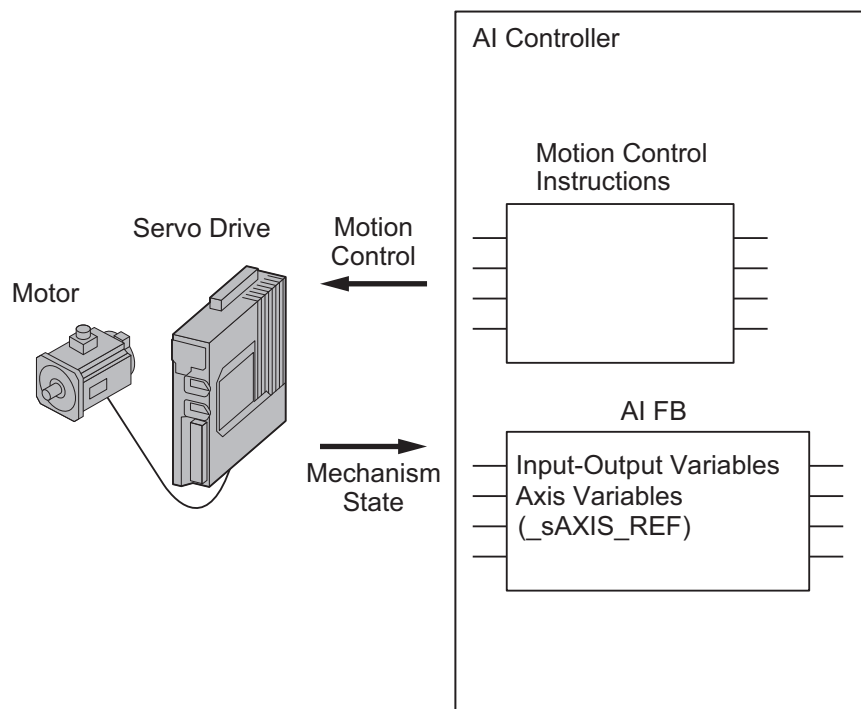 AI Controller
Motion Control
Instructions
Servo Drive
Motion
Control
Motor
AI FB
Input-Output Variables
Axis Variables
(_sAXIS_REF)
Mechanism
State